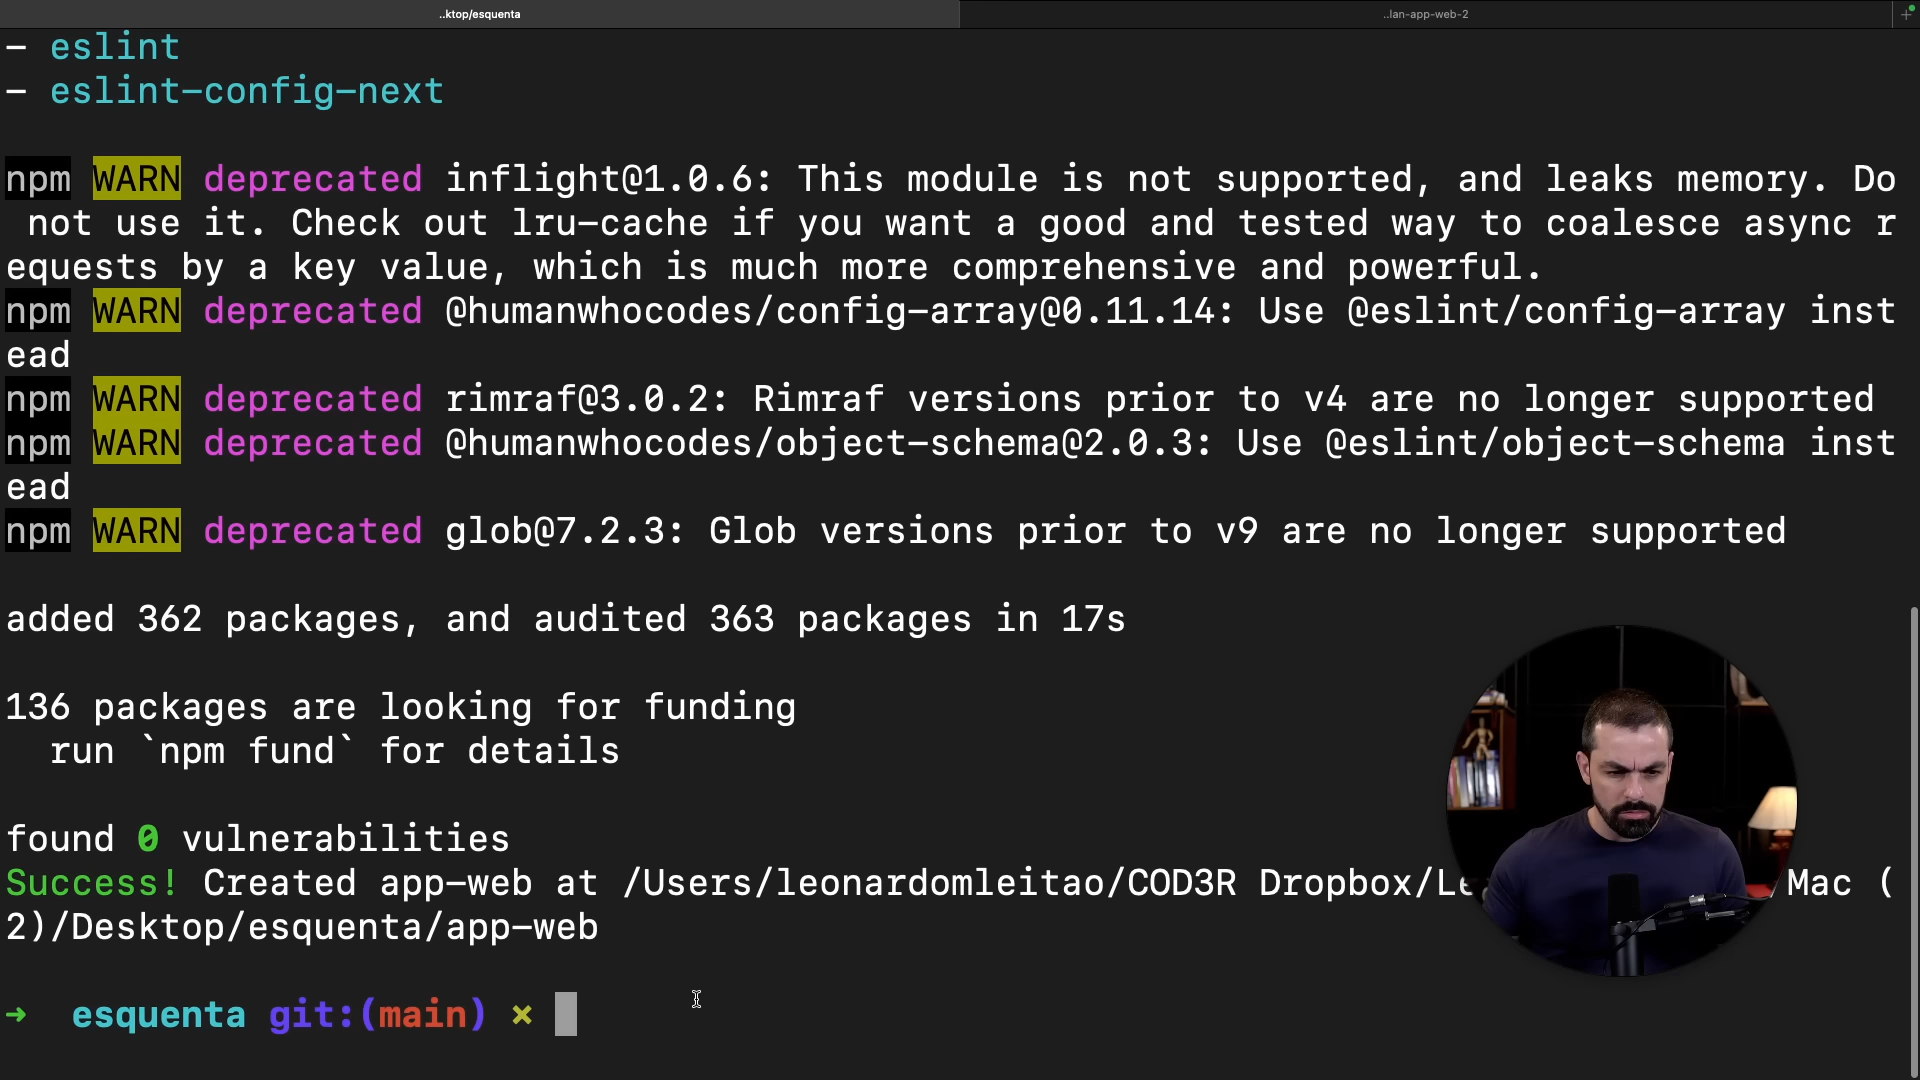 ..ktop/esquenta
..lan-app-web-2
- eslint
- eslint-config-next
npm WARN deprecated inflight@1.0.6: This module is not supported, and leaks memory. Do
not use it. Check out lru-cache if you want a good and tested way to coalesce async r
equests by a key value, which is much more comprehensive and powerful.
npm WARN deprecated @humanwhocodes/config-array@0.11.14: Use @eslint/config-array inst
ead
npm WARN deprecated rimraf@3.0.2: Rimraf versions prior to v4 are no longer supported
npm WARN deprecated @humanwhocodes/object-schema@2.0.3: Use @eslint/object-schema inst
ead
npm WARN deprecated glob@7.2.3: Glob versions prior to v9 are no longer supported
added 362 packages, and audited 363 packages in 17s
136 packages are looking for funding
run `npm fund` for details
found 0 vulnerabilities
Success! Created app-web at /Users/leonardomleitao/COD3R Dropbox/Le Mac (
2)/Desktop/esquenta/app-web
→ esquenta git:(main) ×